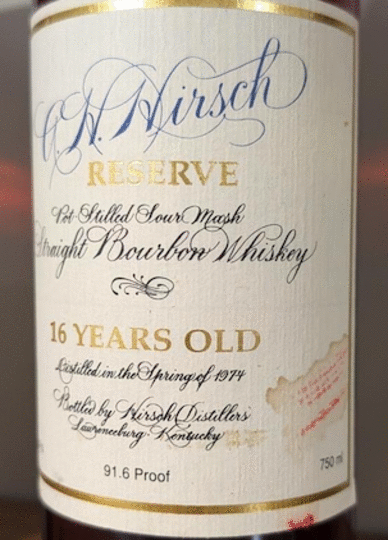 A. H. Hirsch
RESERVE
Pot Stilled Sour Mash
Straight Bourbon Whiskey
16 YEARS OLD
Distilled in the Spring of 1974
Bottled by Hirsch Distillers
Lawrenceburg · Kentucky
91.6 Proof
750 ml